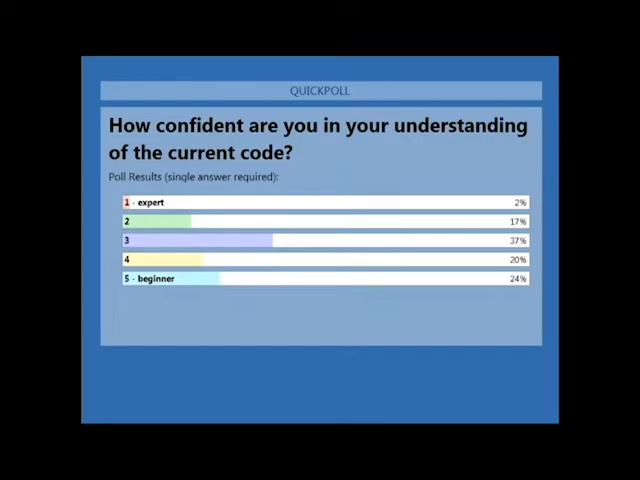 QUICKPOLL
How confident are you in your understanding
of the current code?
Poll Results (single answer required):
1 - expert 2%
2 17%
3 37%
4 20%
5 - beginner 24%